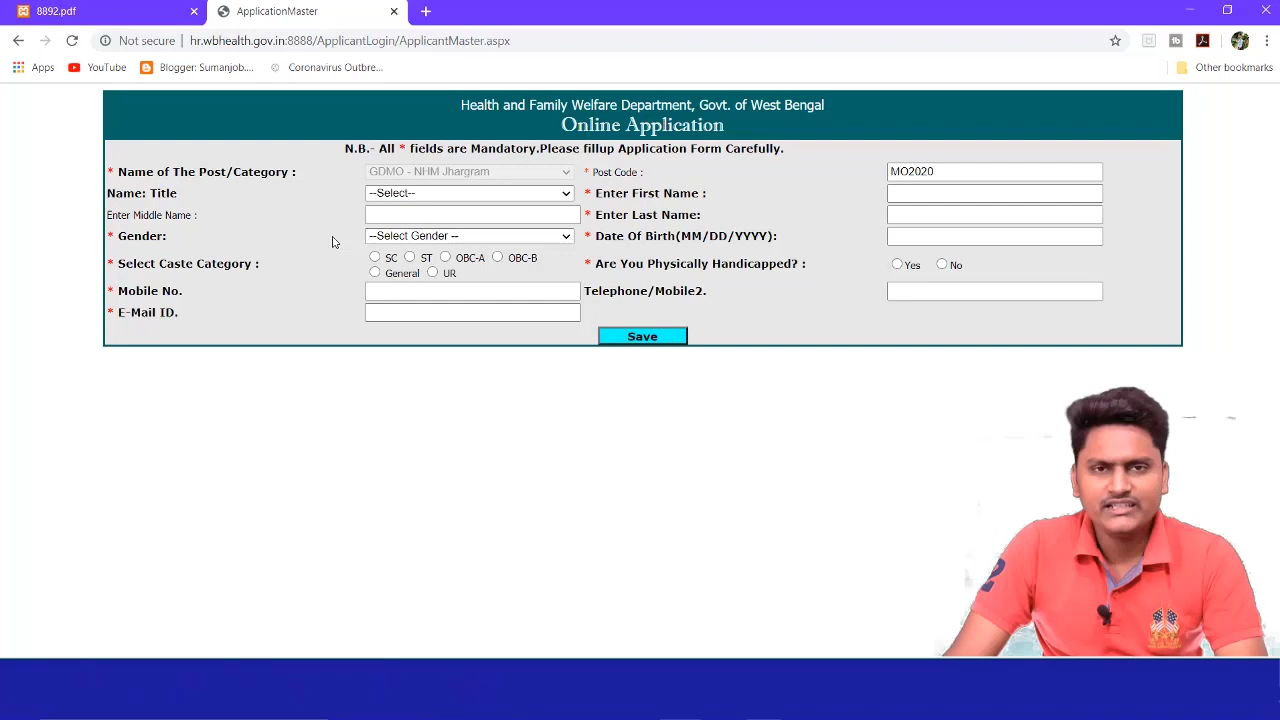 8892.pdf
ApplicationMaster
Not secure
hr.wbhealth.gov.in:8888/ApplicantLogin/ApplicantMaster.aspx
Apps
YouTube
Blogger: Sumanjob....
Coronavirus Outbre...
Other bookmarks
Health and Family Welfare Department, Govt. of West Bengal
Online Application
N.B.- All * fields are Mandatory.Please fillup Application Form Carefully.
* Name of The Post/Category : GDMO - NHM Jhargram * Post Code : MO2020
Name: Title --Select-- * Enter First Name :
Enter Middle Name : * Enter Last Name:
* Gender: --Select Gender -- * Date Of Birth(MM/DD/YYYY):
* Select Caste Category : SC ST OBC-A OBC-B
General UR
* Are You Physically Handicapped? : Yes No
* Mobile No. Telephone/Mobile2.
* E-Mail ID.
Save
2